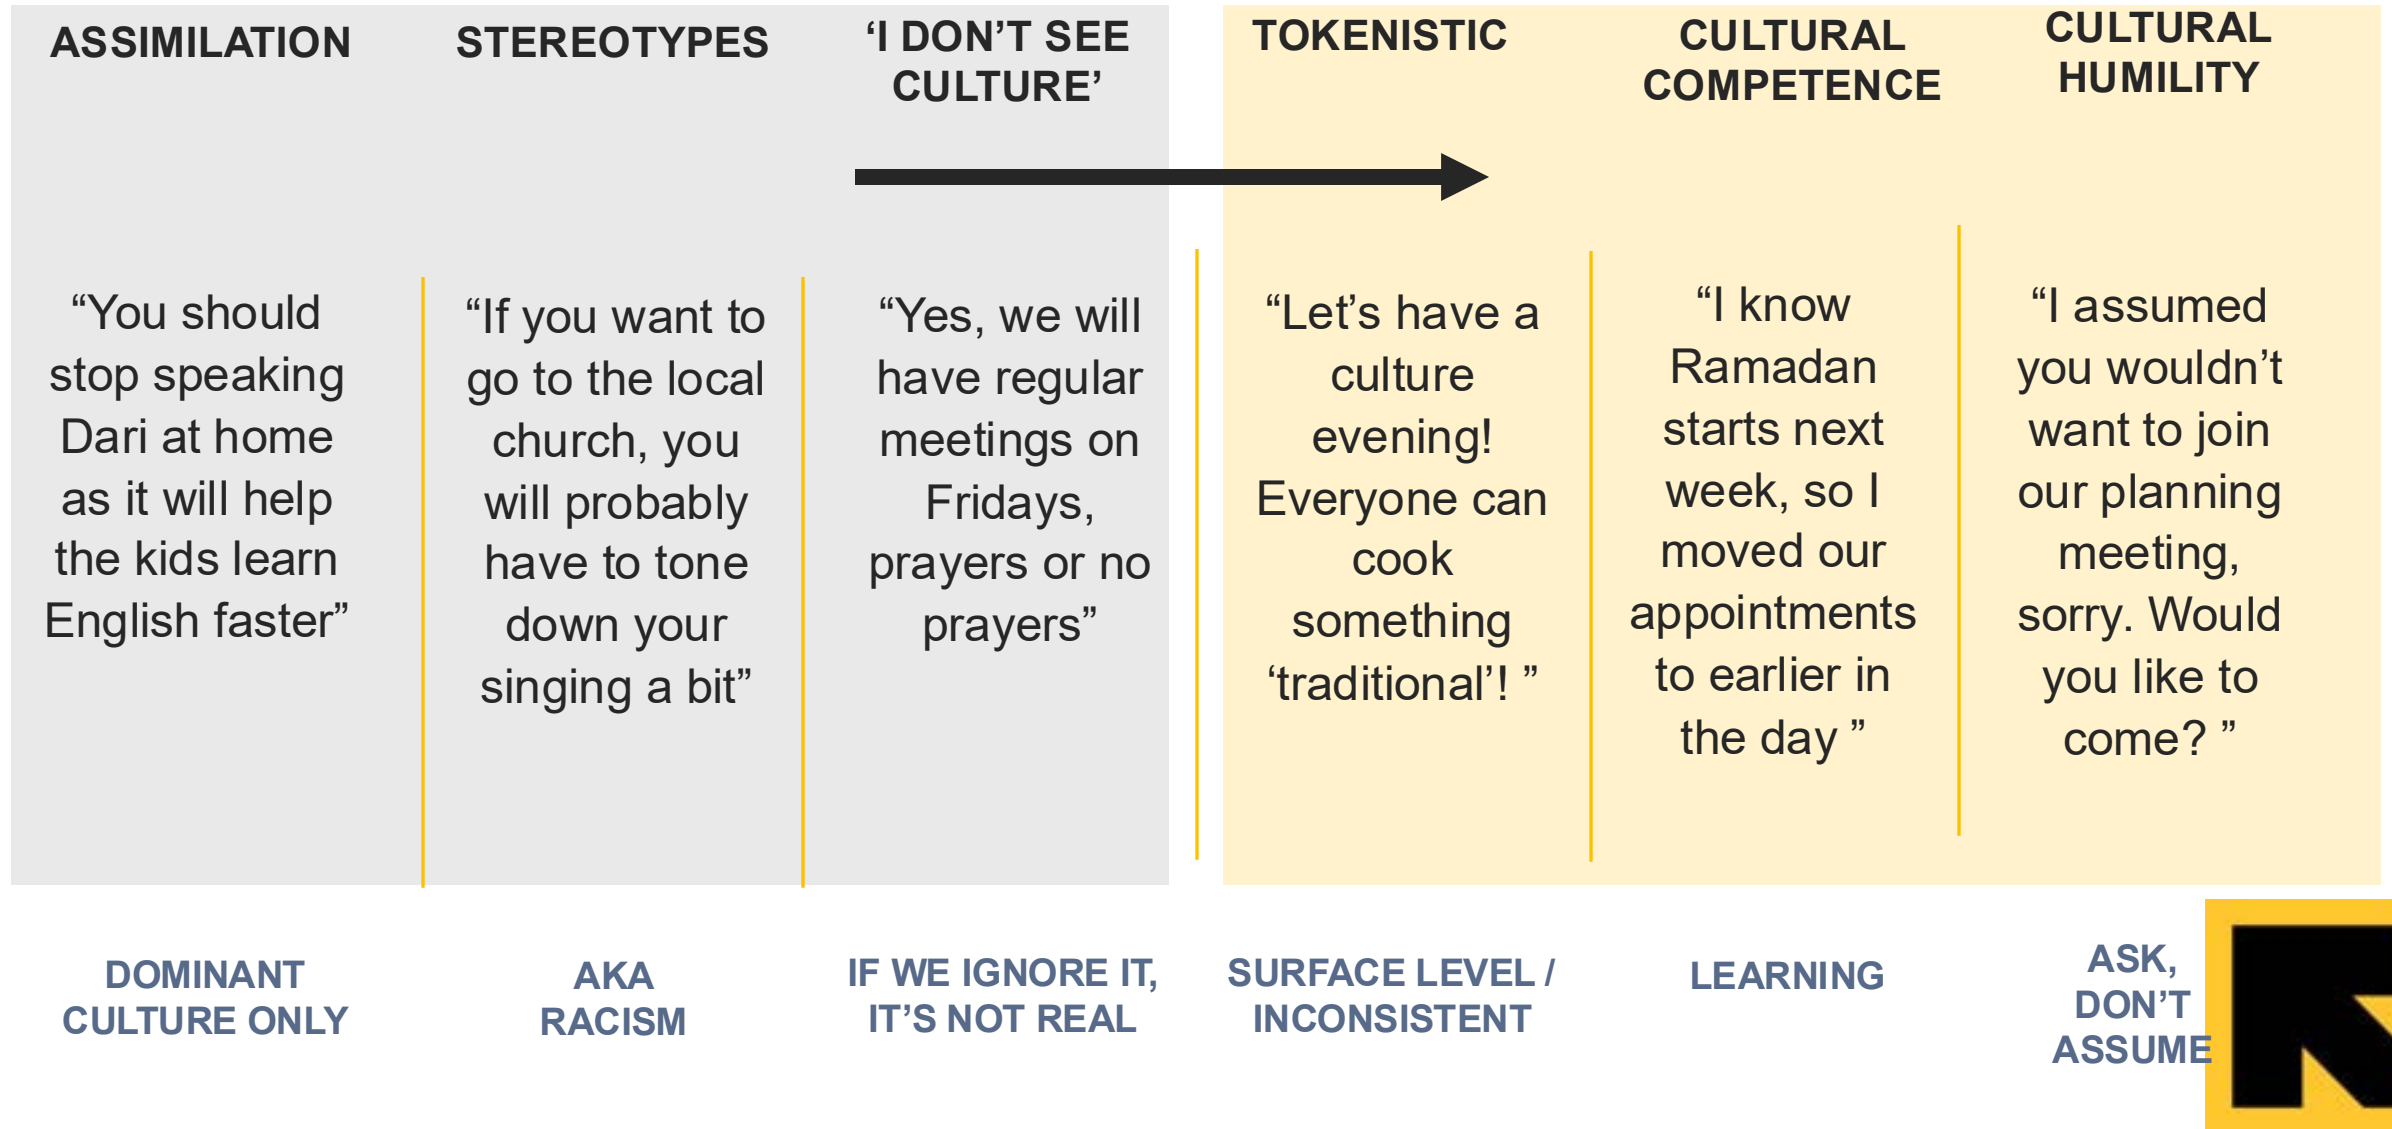 ASSIMILATION
“You should
stop speaking
Dari at home
as it will help
the kids learn
English faster”
DOMINANT
CULTURE ONLY
STEREOTYPES
“If you want to
go to the local
church, you
will probably
have to tone
down your
singing a bit”
AKA
RACISM
‘I DON’T SEE
CULTURE’
“Yes, we will
have regular
meetings on
Fridays,
prayers or no
prayers”
IF WE IGNORE IT,
IT’S NOT REAL
TOKENISTIC
“Let’s have a
culture
evening!
Everyone can
cook
something
‘traditional’! ”
SURFACE LEVEL /
INCONSISTENT
CULTURAL
COMPETENCE
“I know
Ramadan
starts next
week, so I
moved our
appointments
to earlier in
the day ”
LEARNING
CULTURAL
HUMILITY
“I assumed
you wouldn’t
want to join
our planning
meeting,
sorry. Would
you like to
come? ”
ASK,
DON’T
ASSUME